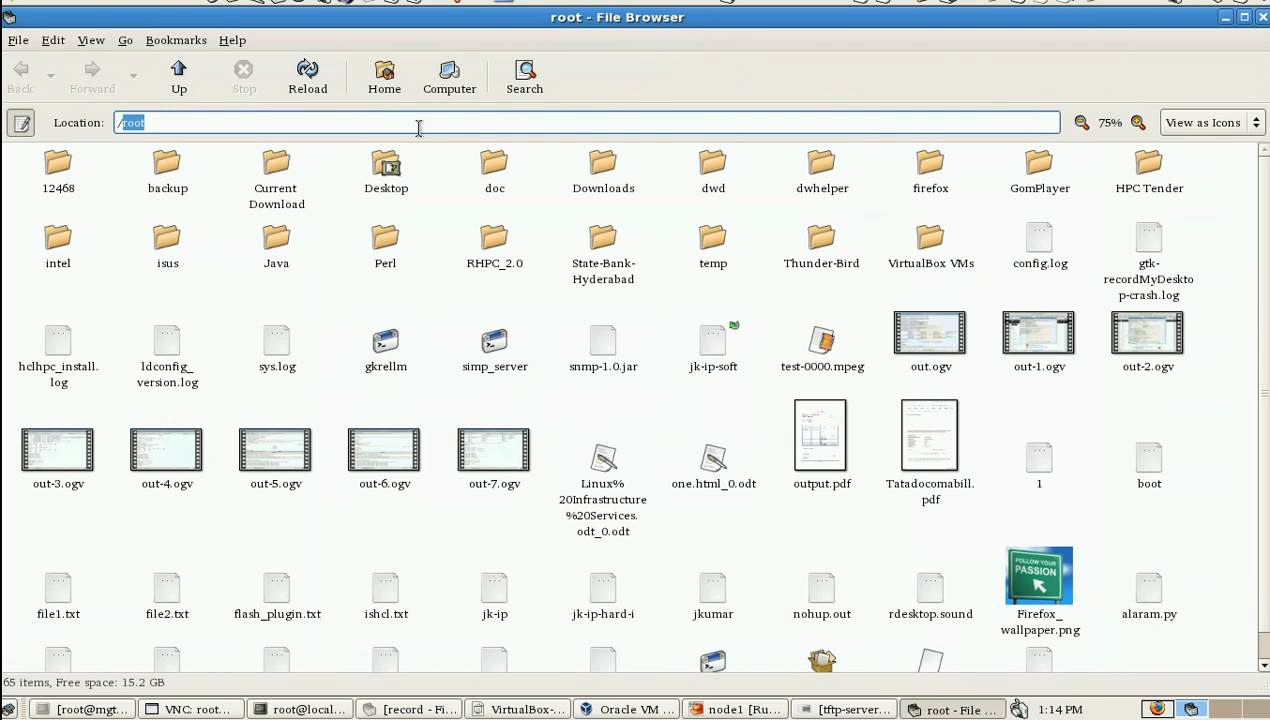 root - File Browser
File Edit View Go Bookmarks Help
Back Forward Up Stop Reload Home Computer Search
Location: /root 75% View as Icons
12468 backup Current Desktop doc Downloads dwd dwhelper firefox GomPlayer HPC Tender
Download
intel isus Java Perl RHPC_2.0 State-Bank- temp Thunder-Bird VirtualBox VMs config.log gtk-
Hyderabad recordMyDeskto
p-crash.log
hclhpc_install. ldconfig_ sys.log gkrellm simp_server snmp-1.0.jar jk-ip-soft test-0000.mpeg out.ogv out-1.ogv out-2.ogv
log version.log
out-3.ogv out-4.ogv out-5.ogv out-6.ogv out-7.ogv Linux% one.html_0.odt output.pdf Tatadocomabill. 1 boot
20Infrastructure pdf
%20Services.
odt_0.odt
FOLLOW YOUR
PASSION
file1.txt file2.txt flash_plugin.txt ishcl.txt jk-ip jk-ip-hard-i jkumar nohup.out rdesktop.sound Firefox_ alaram.py
wallpaper.png
65 items, Free space: 15.2 GB
[root@mgt... VNC: root... root@local... [record - Fi... VirtualBox-... Oracle VM ... node1 [Ru... [tftp-server... root - File ... 1:14 PM